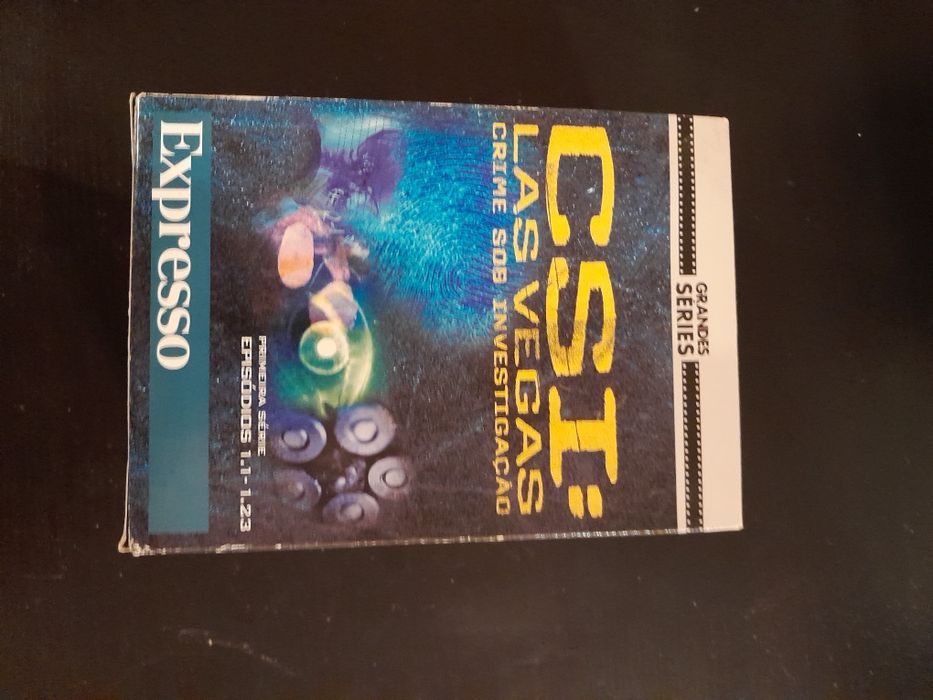 GRANDES
SÉRIES
CSI:
LAS VEGAS
CRIME SOB INVESTIGAÇÃO
PRIMEIRA SÉRIE
EPISÓDIOS 1.1-1.23
Expresso